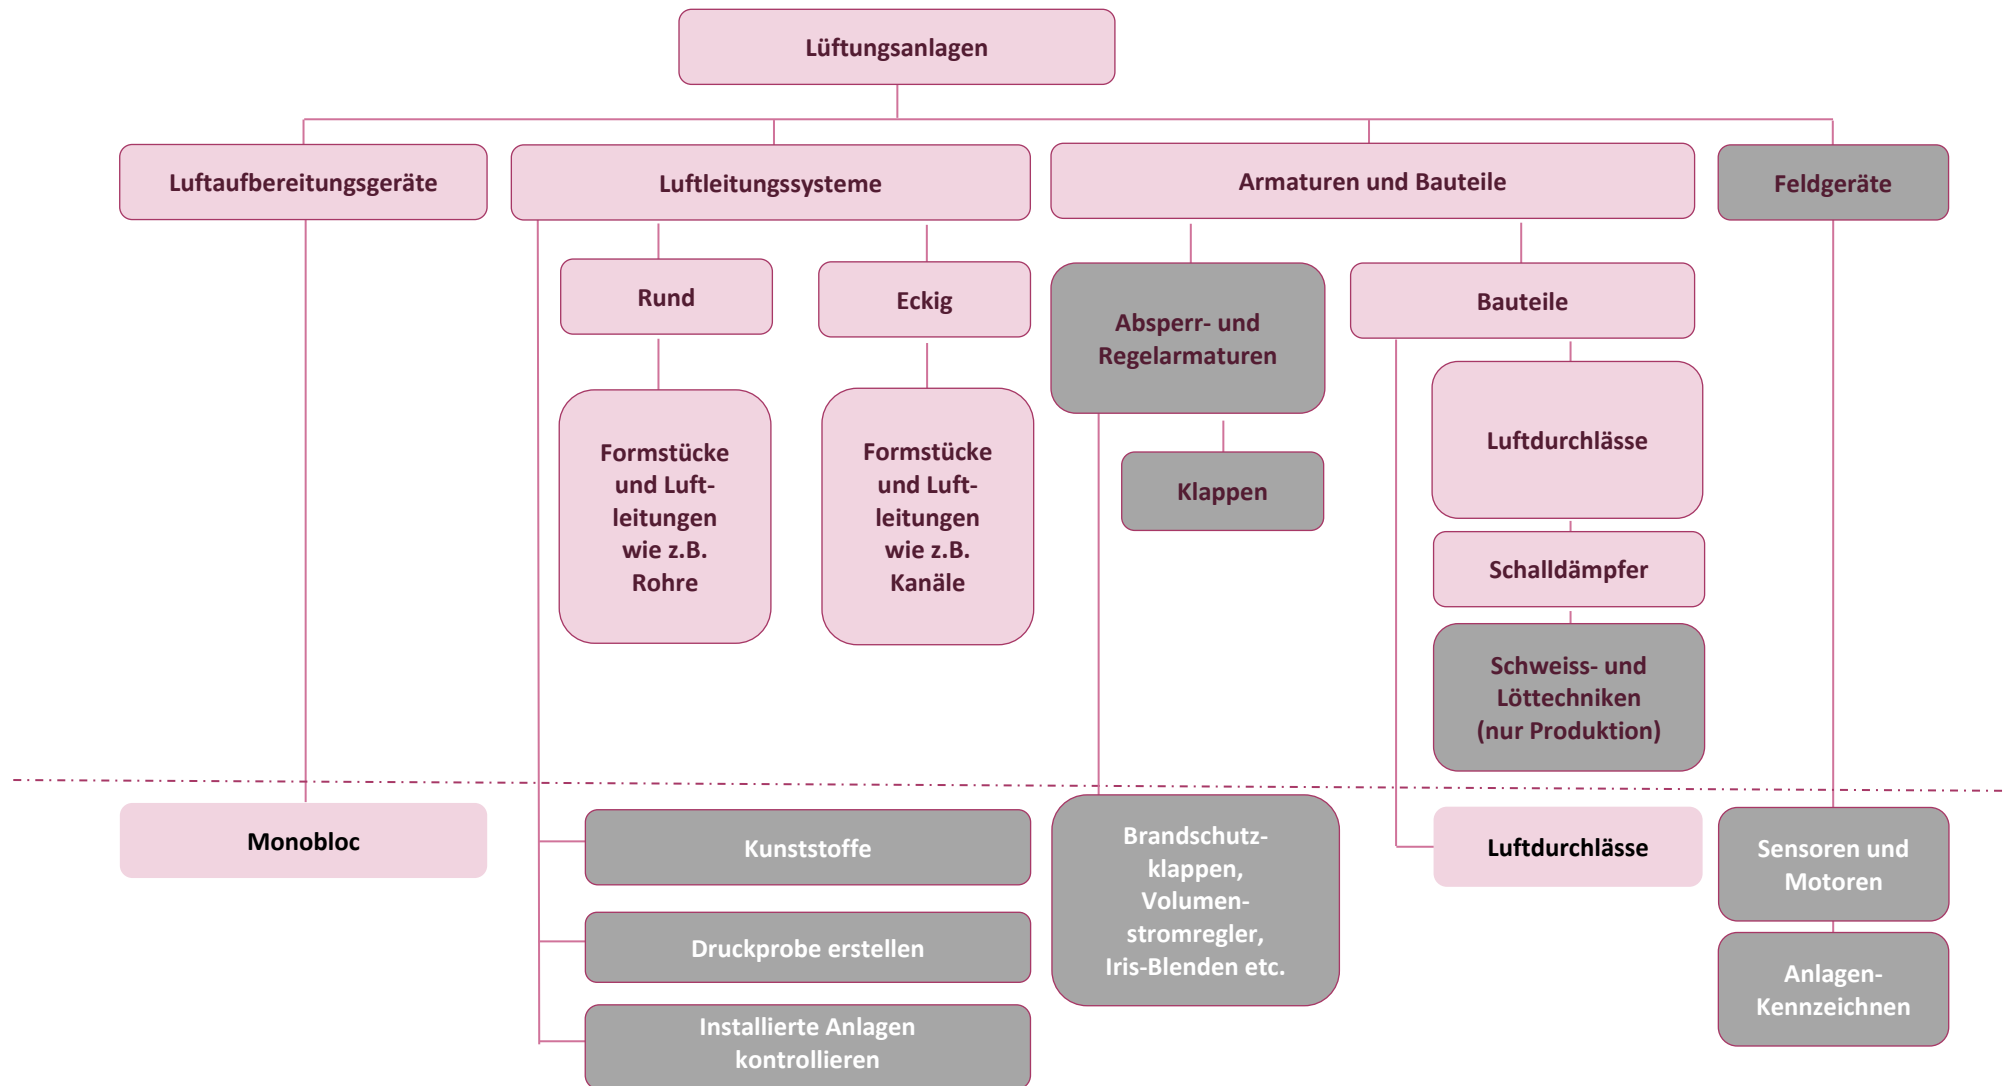 Lüftungsanlagen
Luftaufbereitungsgeräte
Luftleitungssysteme
Armaturen und Bauteile
Feldgeräte
Rund
Eckig
Absperr- und
Regelarmaturen
Bauteile
Formstücke
und Luft-
leitungen
wie z.B.
Rohre
Formstücke
und Luft-
leitungen
wie z.B.
Kanäle
Klappen
Luftdurchlässe
Schalldämpfer
Schweiss- und
Löttechniken
(nur Produktion)
Monobloc
Kunststoffe
Druckprobe erstellen
Installierte Anlagen
kontrollieren
Brandschutz-
klappen,
Volumen-
stromregler,
Iris-Blenden etc.
Luftdurchlässe
Sensoren und
Motoren
Anlagen-
Kennzeichnen